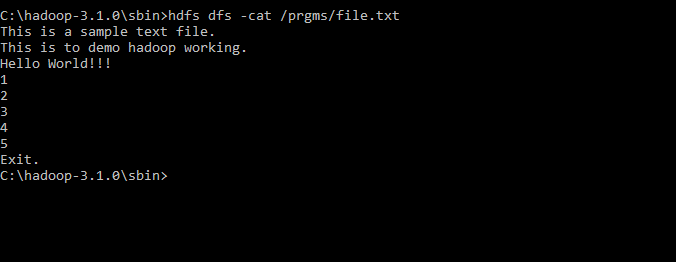 C:\hadoop-3.1.0\sbin>hdfs dfs -cat /prgms/file.txt
This is a sample text file.
This is to demo hadoop working.
Hello World!!!
1
2
3
4
5
Exit.
C:\hadoop-3.1.0\sbin>